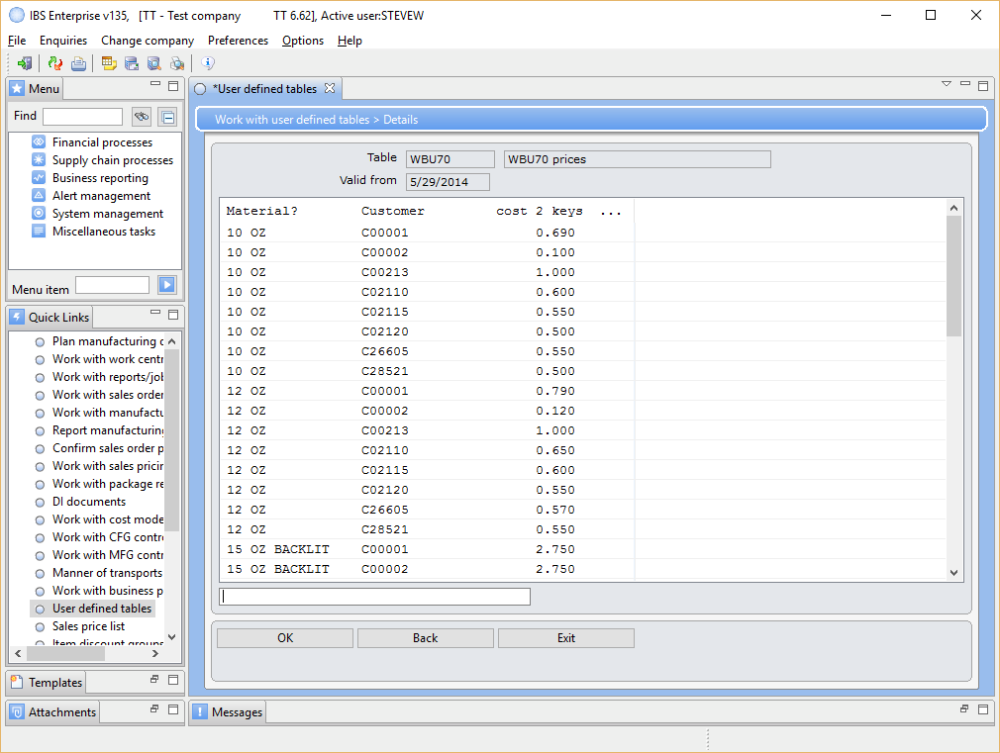 IBS Enterprise v135, [TT - Test company TT 6.62], Active user:STEVEW
File Enquiries Change company Preferences Options Help
Menu
Find
Financial processes
Supply chain processes
Business reporting
Alert management
System management
Miscellaneous tasks
Menu item
Quick Links
Plan manufacturing
Work with work centr
Work with reports/jo
Work with sales order
Work with manufactu
Report manufacturing
Confirm sales order p
Work with sales pricin
Work with package re
DI documents
Work with cost mode
Work with CFG contr
Work with MFG contr
Manner of transports
Work with business p
User defined tables
Sales price list
Item discount groups
Templates
Attachments
*User defined tables
Work with user defined tables > Details
Table WBU70 WBU70 prices
Valid from 5/29/2014
Material? Customer cost 2 keys ...
10 OZ C00001 0.690
10 OZ C00002 0.100
10 OZ C00213 1.000
10 OZ C02110 0.600
10 OZ C02115 0.550
10 OZ C02120 0.500
10 OZ C26605 0.550
10 OZ C28521 0.500
12 OZ C00001 0.790
12 OZ C00002 0.120
12 OZ C00213 1.000
12 OZ C02110 0.650
12 OZ C02115 0.600
12 OZ C02120 0.550
12 OZ C26605 0.570
12 OZ C28521 0.550
15 OZ BACKLIT C00001 2.750
15 OZ BACKLIT C00002 2.750
OK Back Exit
Messages